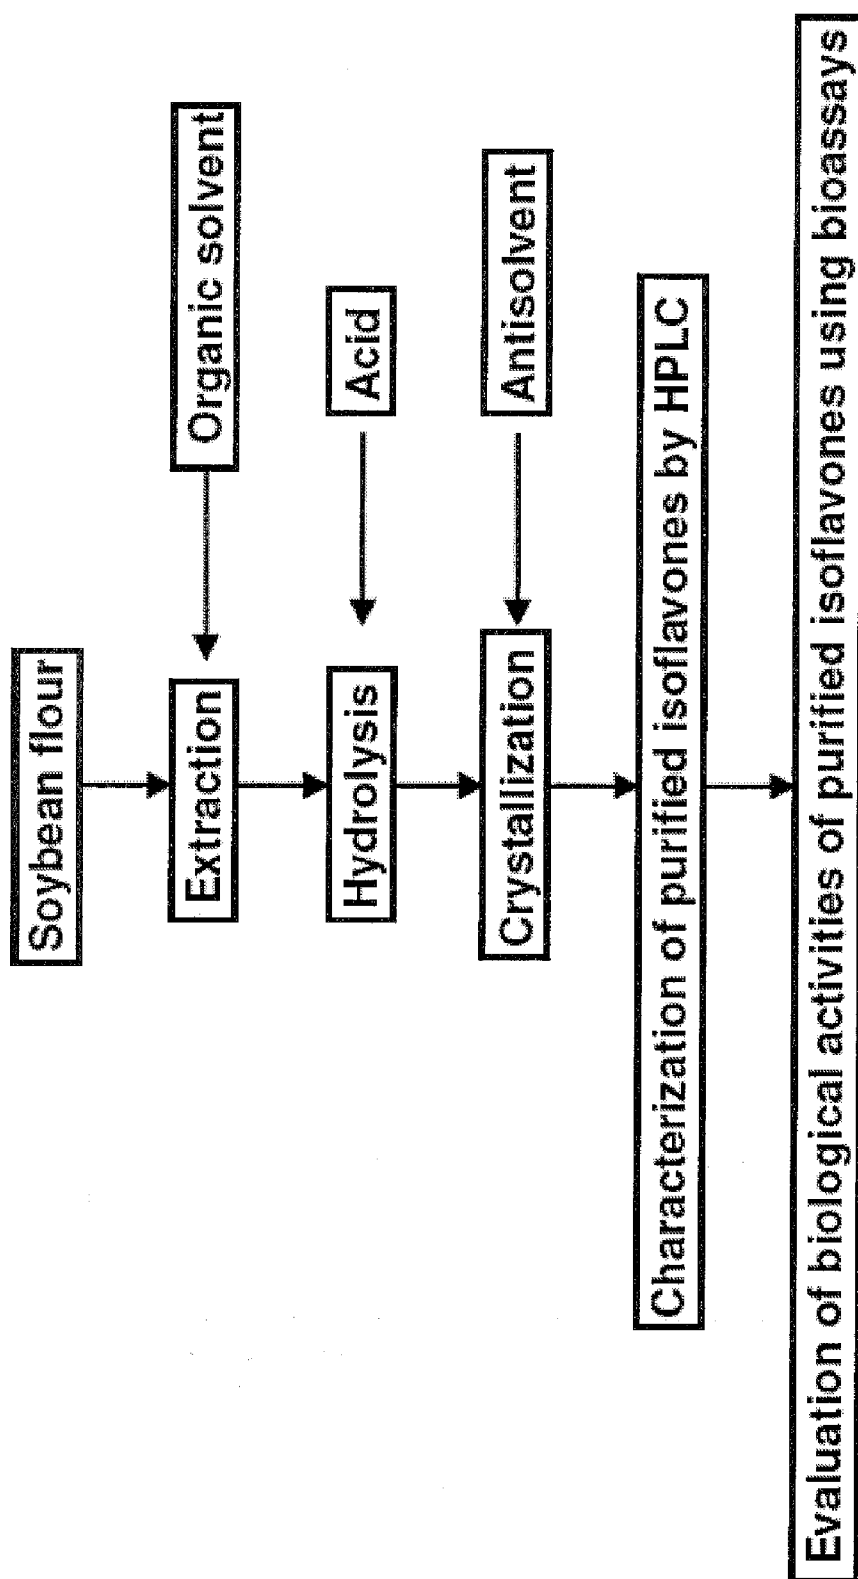 Soybean flour
Extraction
Organic solvent
Hydrolysis
Acid
Crystallization
Antisolvent
Characterization of purified isoflavones by HPLC
Evaluation of biological activities of purified isoflavones using bioassays